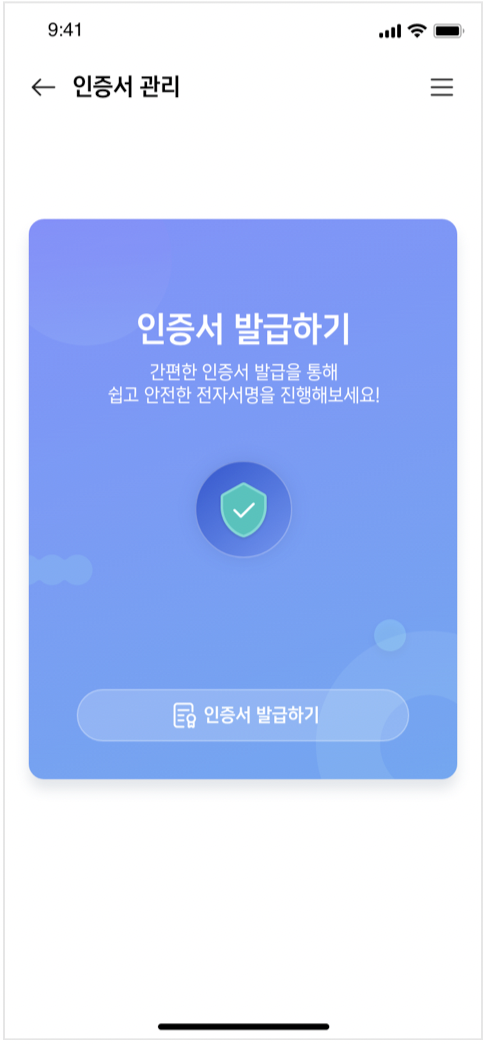 9:41
인증서 관리
인증서 발급하기
간편한 인증서 발급을 통해
쉽고 안전한 전자서명을 진행해보세요!
인증서 발급하기